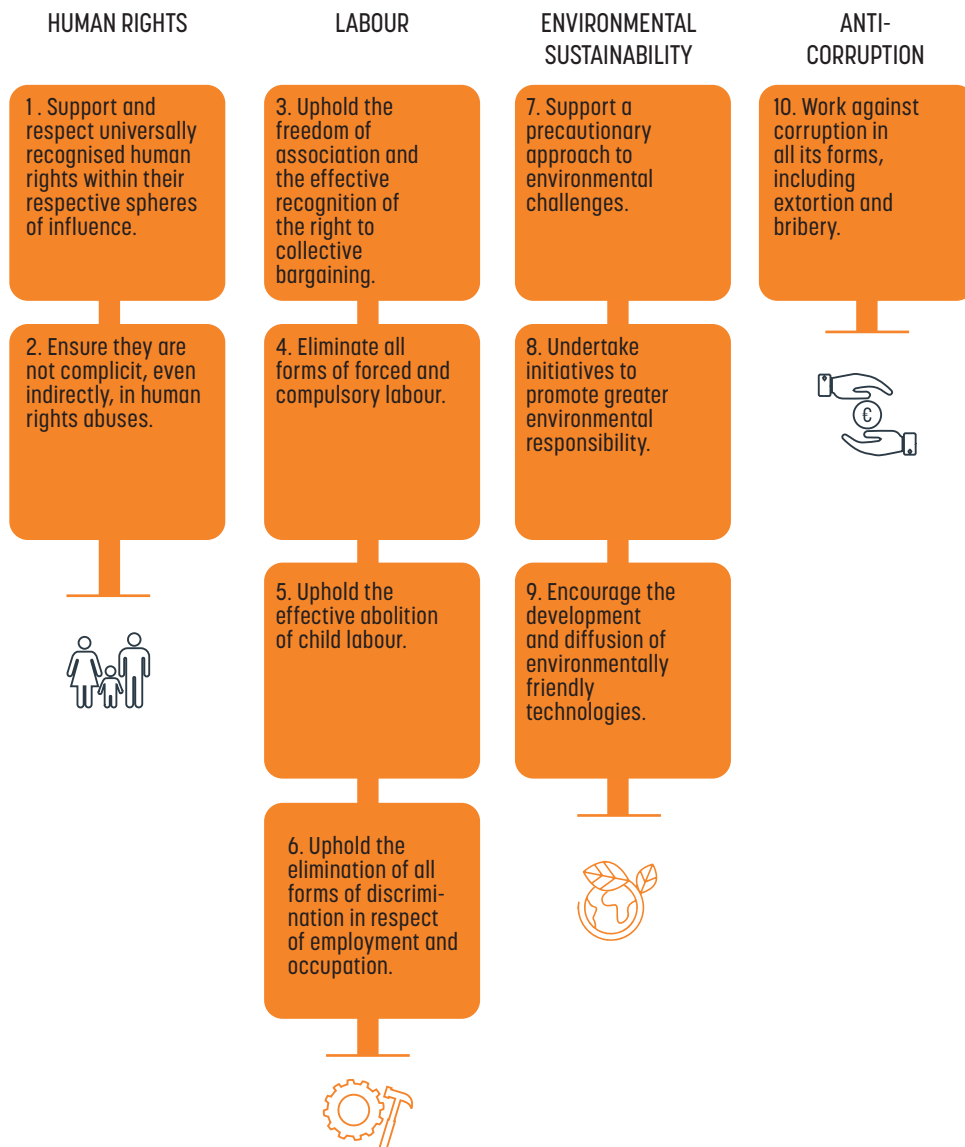 HUMAN RIGHTS
1 . Support and
respect universally
recognised human
rights within their
respective spheres
of influence.
2. Ensure they are
not complicit, even
indirectly, in human
rights abuses.
LABOUR
3. Uphold the
freedom of
association and
the effective
recognition of
the right to
collective
bargaining.
4. Eliminate all
forms of forced and
compulsory labour.
5. Uphold the
effective abolition
of child labour.
6. Uphold the
elimination of all
forms of discrimi-
nation in respect
of employment and
occupation.
ENVIRONMENTAL
SUSTAINABILITY
7. Support a
precautionary
approach to
environmental
challenges.
8. Undertake
initiatives to
promote greater
environmental
responsibility.
9. Encourage the
development
and diffusion of
environmentally
friendly
technologies.
ANTI-
CORRUPTION
10. Work against
corruption in
all its forms,
including
extortion and
bribery.
€